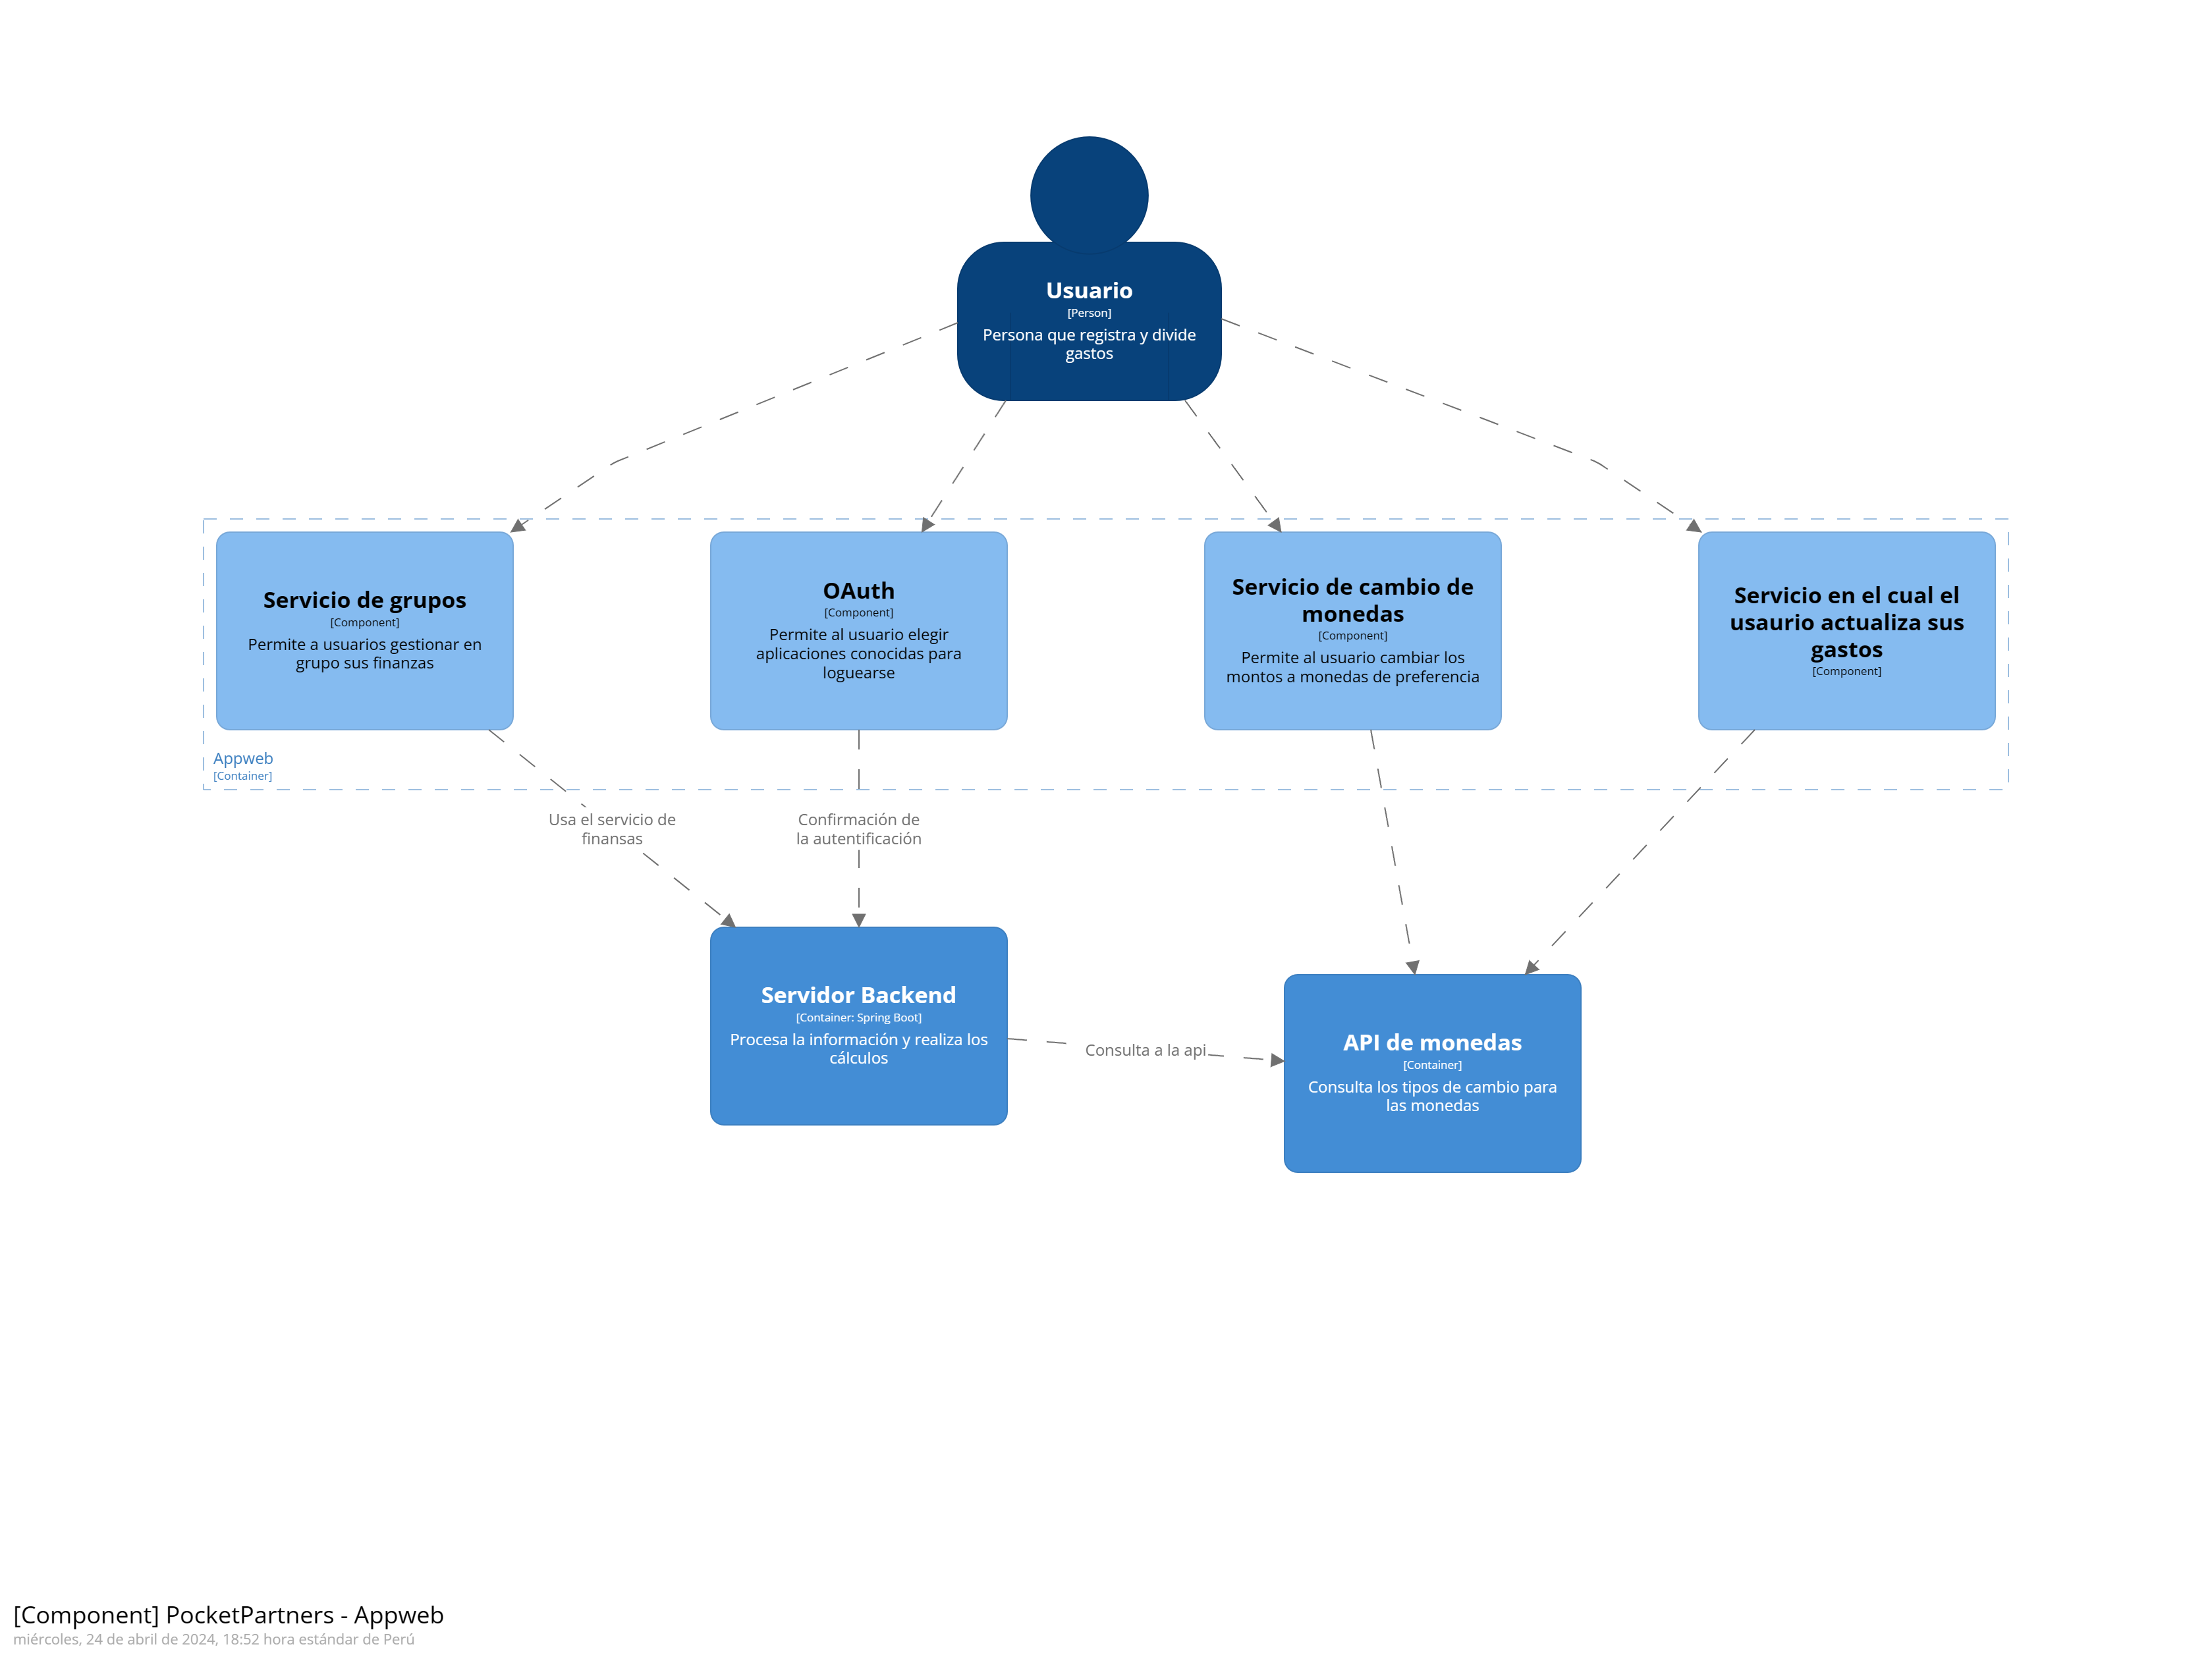 Usuario
[Person]
Persona que registra y divide
gastos
Servicio de grupos
[Component]
Permite a usuarios gestionar en
grupo sus finanzas
OAuth
[Component]
Permite al usuario elegir
aplicaciones conocidas para
loguearse
Servicio de cambio de
monedas
[Component]
Permite al usuario cambiar los
montos a monedas de preferencia
Servicio en el cual el
usaurio actualiza sus
gastos
[Component]
Appweb
[Container]
Usa el servicio de
finansas
Confirmación de
la autentificación
Servidor Backend
[Container: Spring Boot]
Procesa la información y realiza los
cálculos
Consulta a la api
API de monedas
[Container]
Consulta los tipos de cambio para
las monedas
[Component] PocketPartners - Appweb
miércoles, 24 de abril de 2024, 18:52 hora estándar de Perú